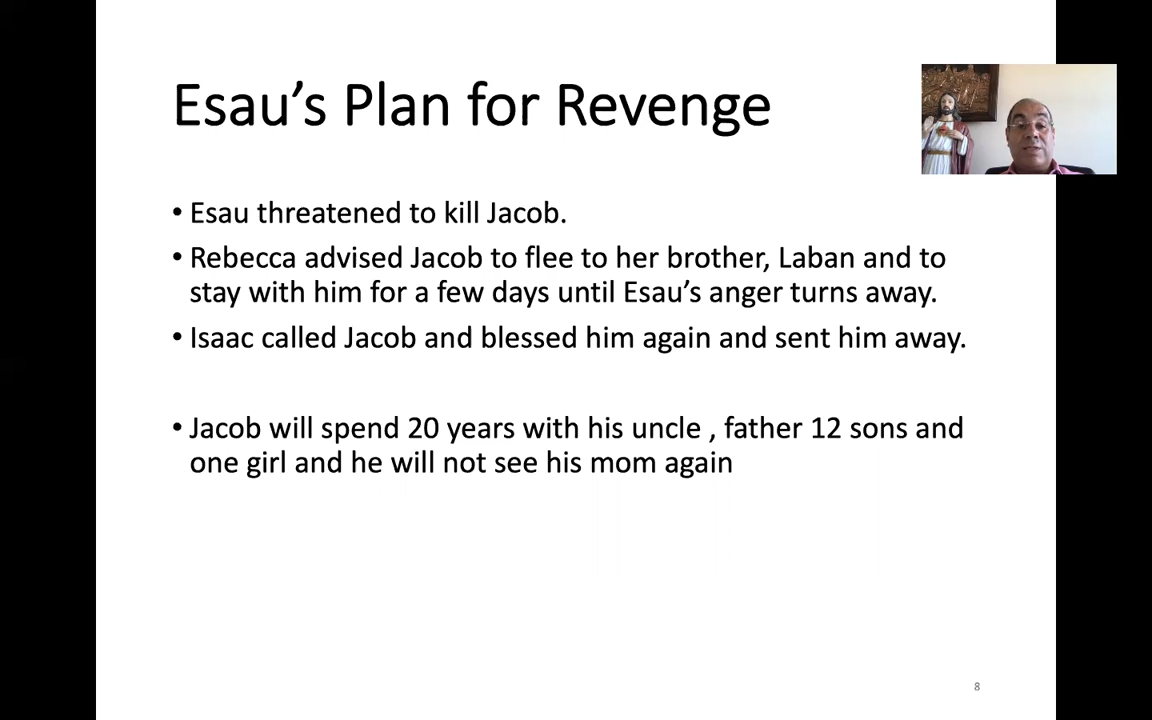 Esau’s Plan for Revenge
• Esau threatened to kill Jacob.
• Rebecca advised Jacob to flee to her brother, Laban and to
stay with him for a few days until Esau’s anger turns away.
• Isaac called Jacob and blessed him again and sent him away.
• Jacob will spend 20 years with his uncle , father 12 sons and
one girl and he will not see his mom again
8